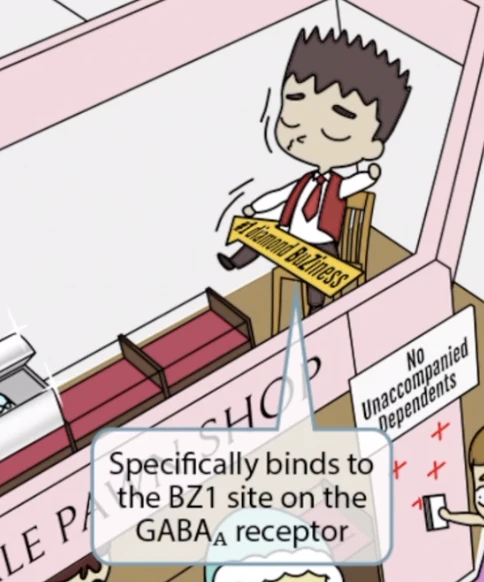 #1 diamond BuZiness
No
Unaccompanied
Dependents
LE PAWN SHOP
Specifically binds to
the BZ1 site on the
GABAA receptor